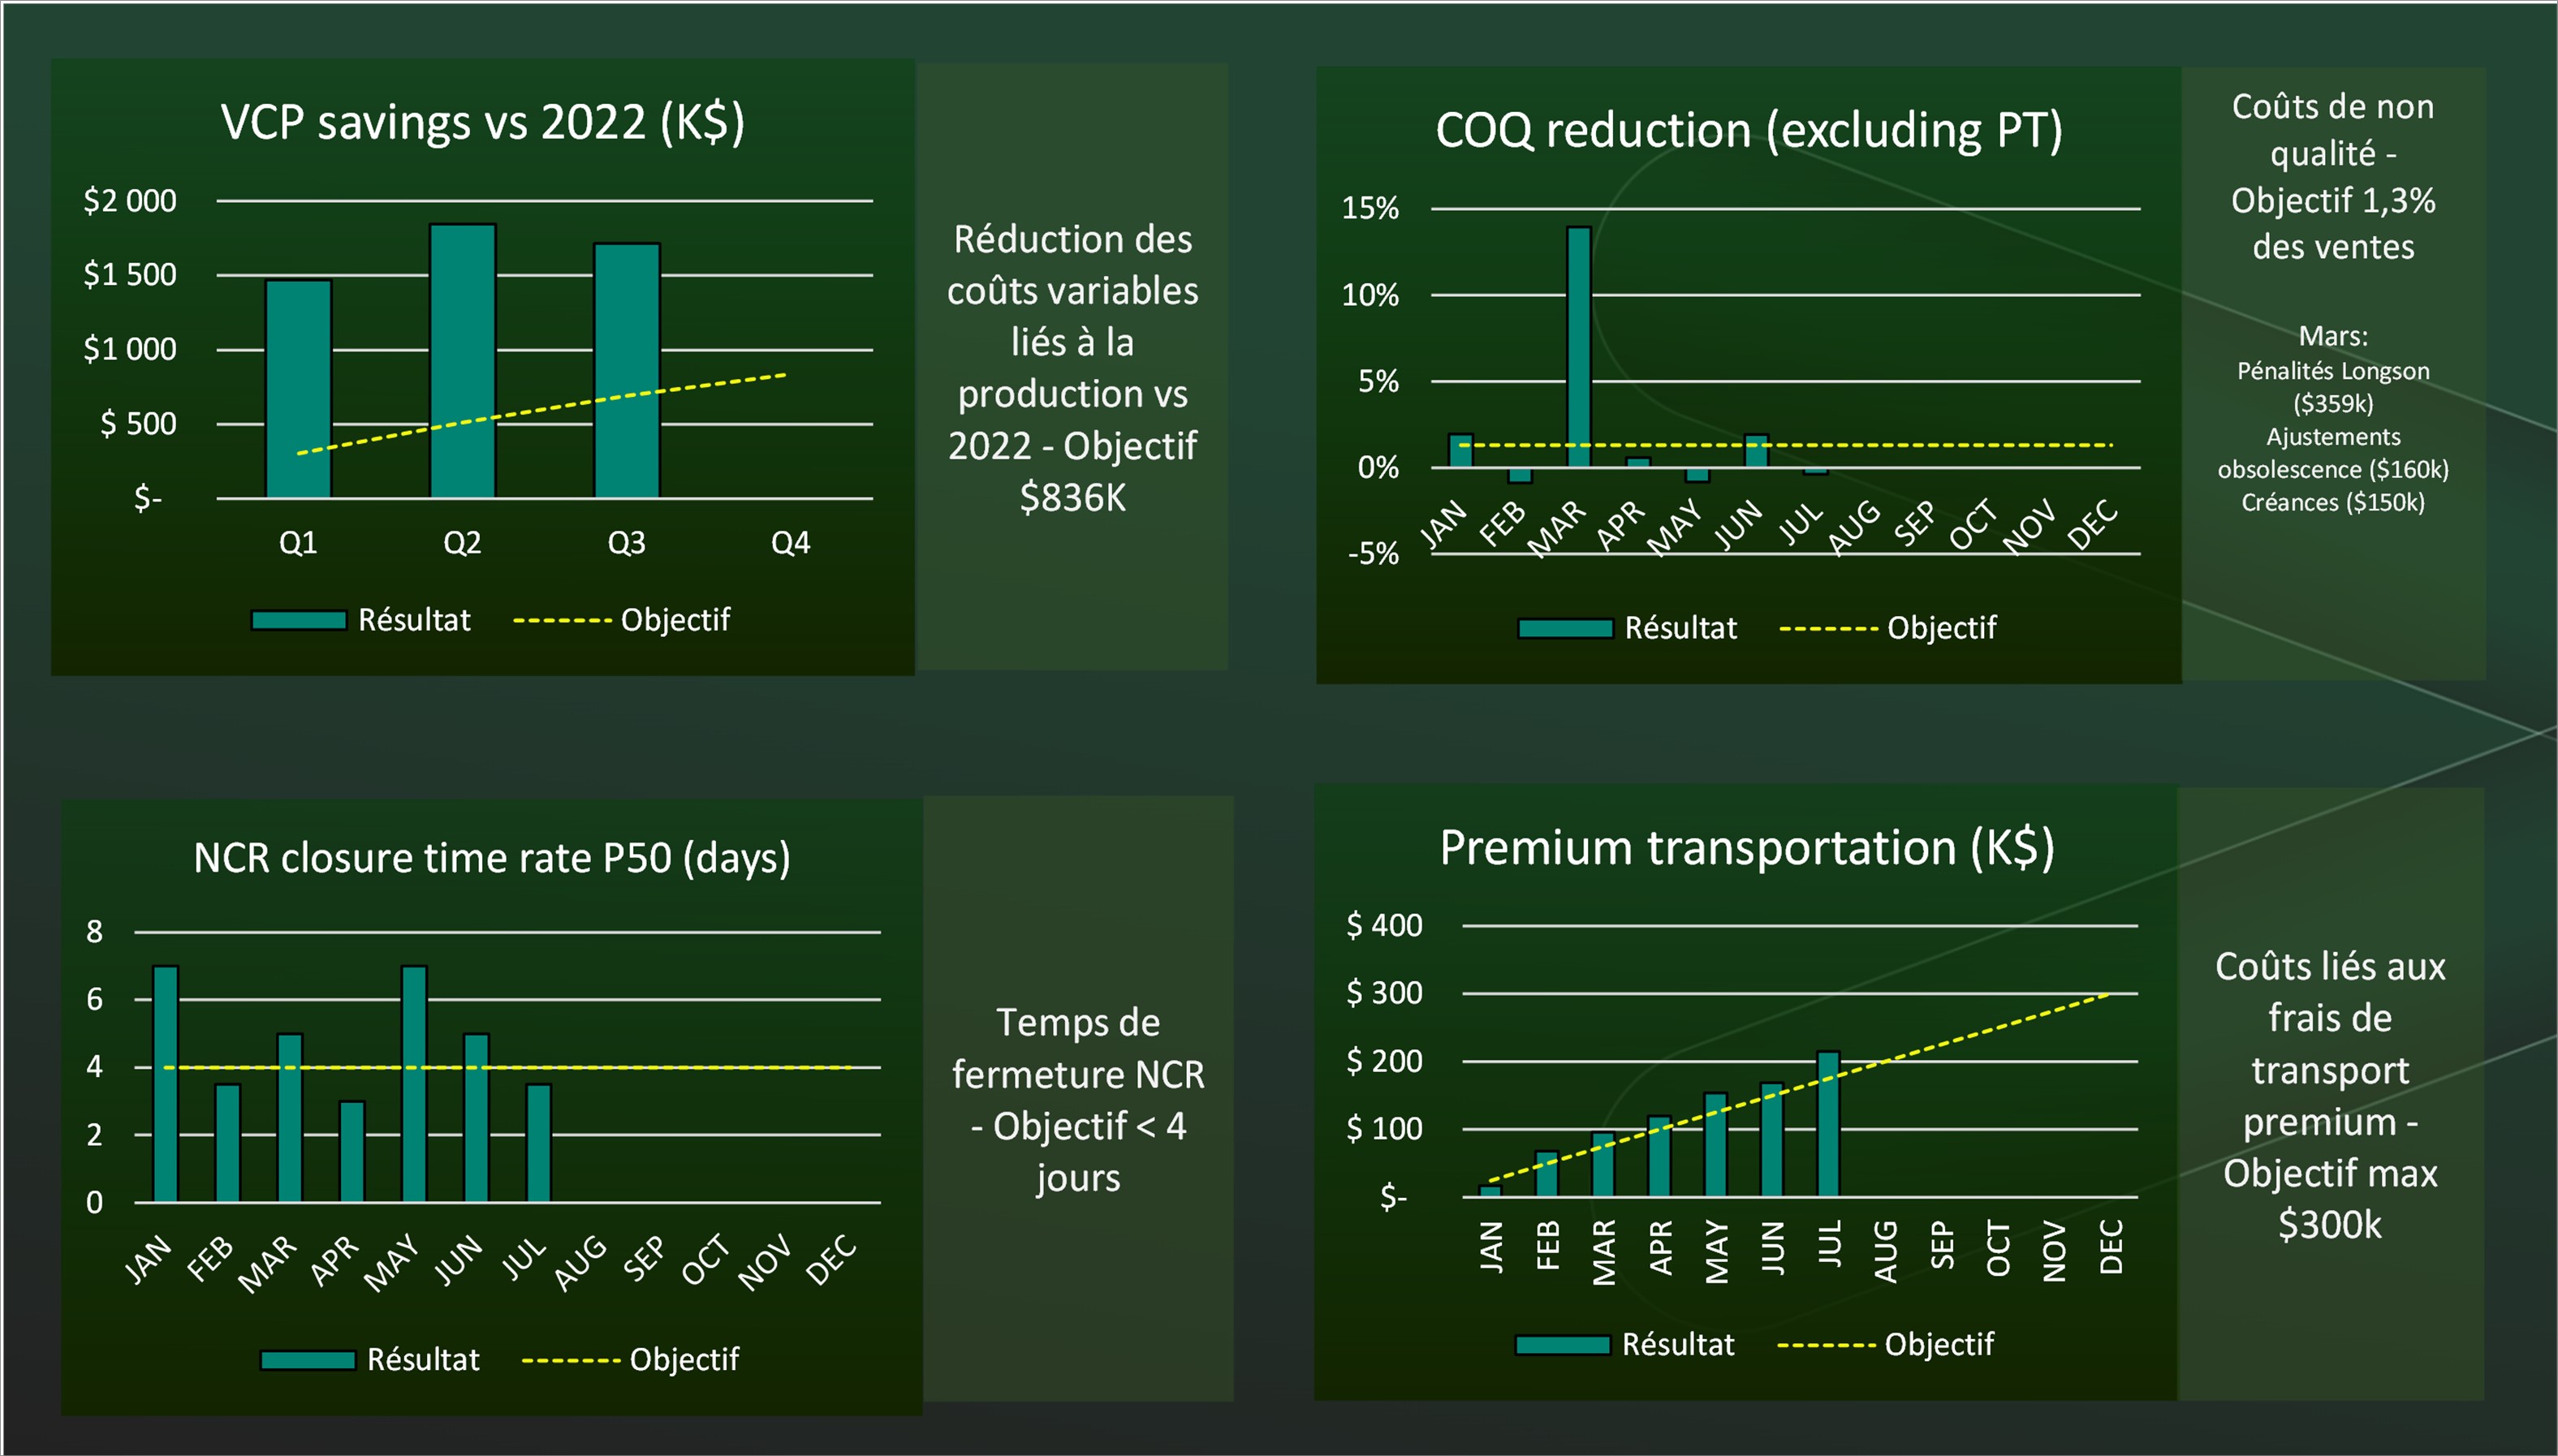 VCP savings vs 2022 (K$)
$2 000
$1 500
$1 000
$ 500
$-
Q1 Q2 Q3 Q4
Résultat Objectif
Réduction des
coûts variables
liés à la
production vs
2022 - Objectif
$836K
COQ reduction (excluding PT)
15%
10%
5%
0%
-5%
JAN FEB MAR APR MAY JUN JUL AUG SEP OCT NOV DEC
Résultat Objectif
Coûts de non
qualité -
Objectif 1,3%
des ventes
Mars:
Pénalités Longson
($359k)
Ajustements
obsolescence ($160k)
Créances ($150k)
NCR closure time rate P50 (days)
8
6
4
2
0
JAN FEB MAR APR MAY JUN JUL AUG SEP OCT NOV DEC
Résultat Objectif
Temps de
fermeture NCR
- Objectif < 4
jours
Premium transportation (K$)
$ 400
$ 300
$ 200
$ 100
$-
JAN FEB MAR APR MAY JUN JUL AUG SEP OCT NOV DEC
Résultat Objectif
Coûts liés aux
frais de
transport
premium -
Objectif max
$300k